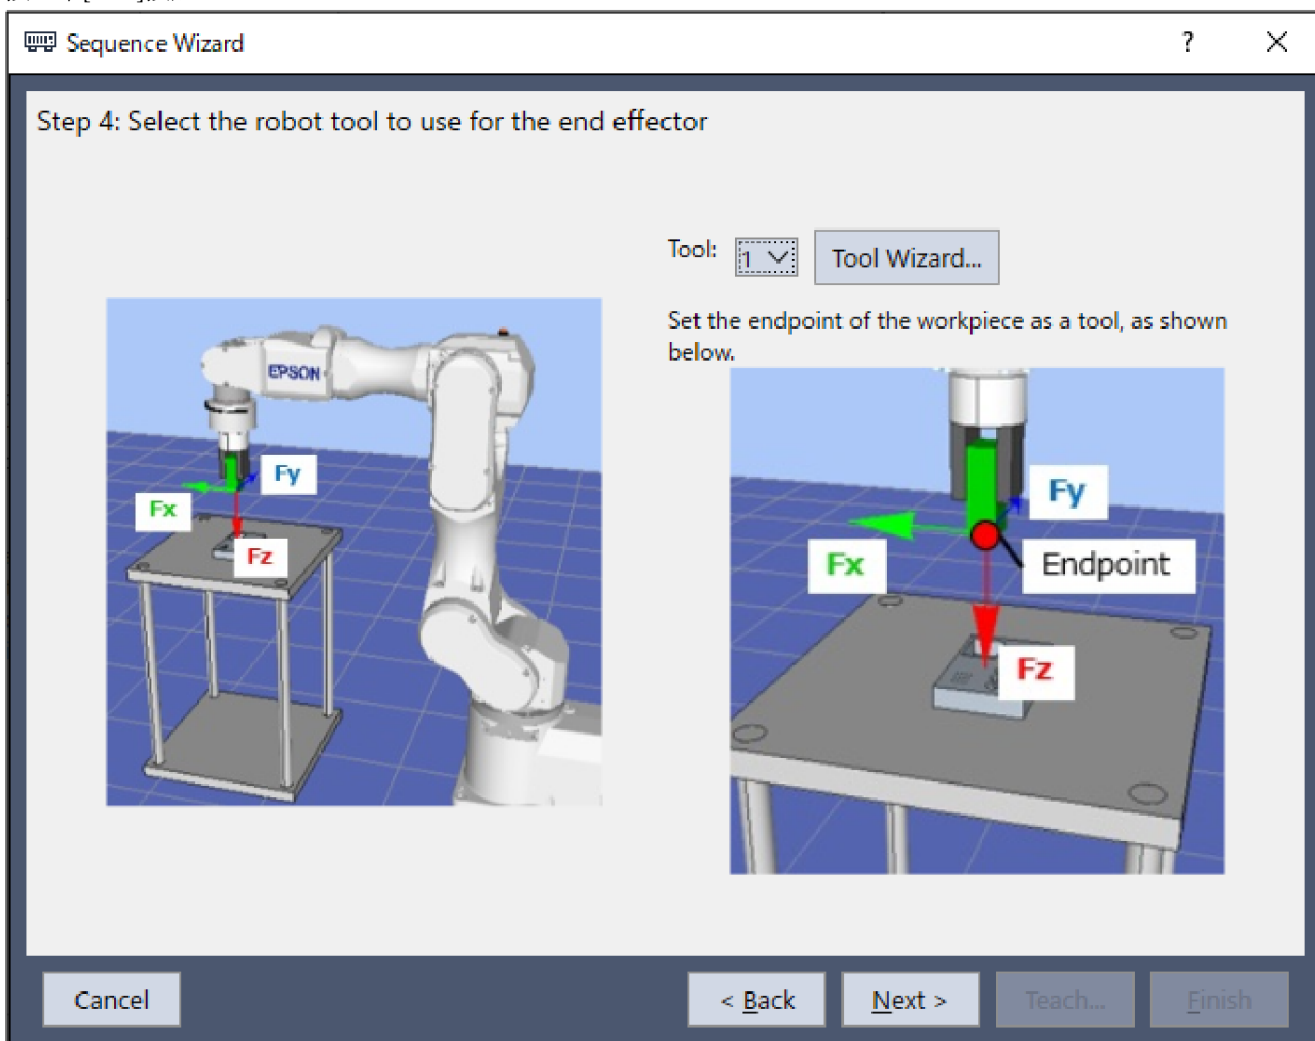 Sequence Wizard
?
Step 4: Select the robot tool to use for the end effector
Tool:
1
Tool Wizard...
Set the endpoint of the workpiece as a tool, as shown
below.
EPSON
Fy
Fx
Fz
Fy
Fx
Endpoint
Fz
Cancel
< Back
Next >
Teach...
Finish